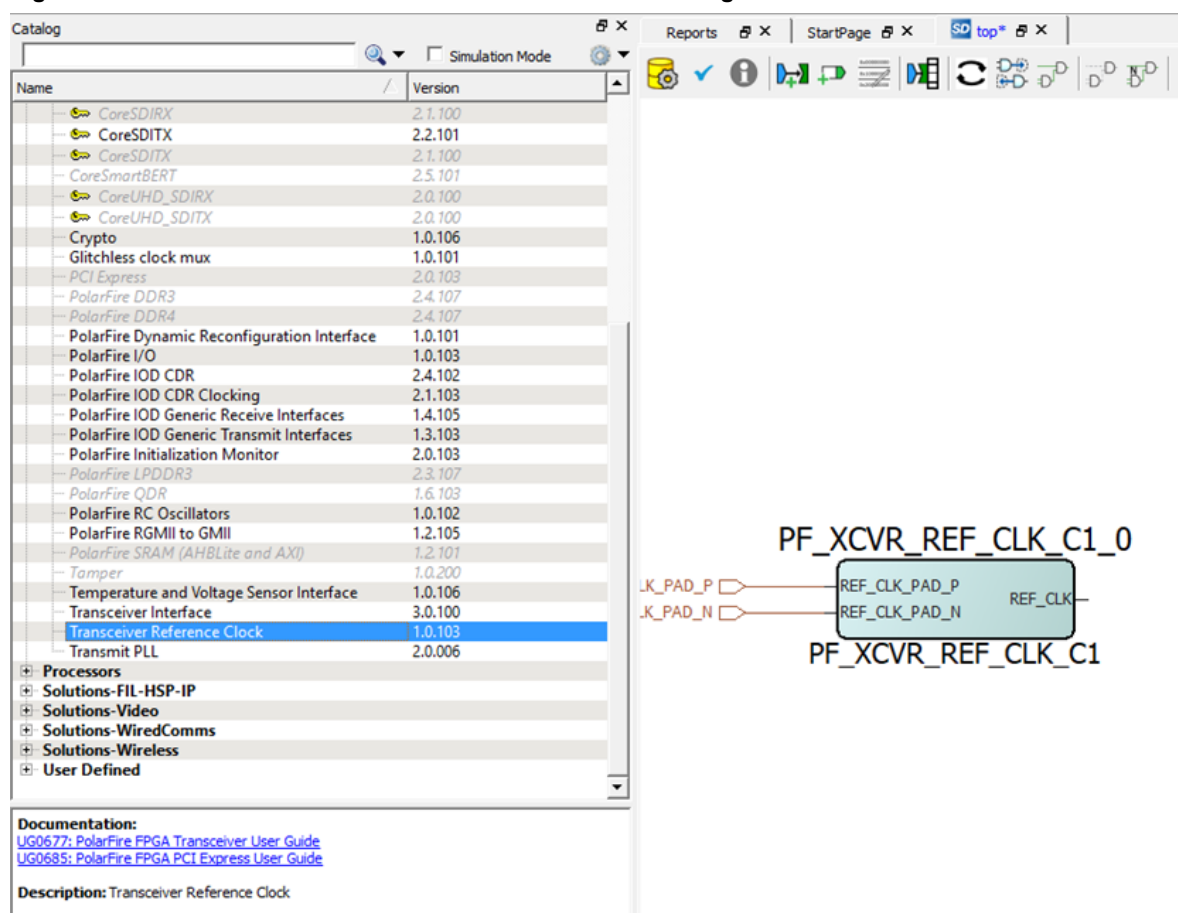 Catalog
Simulation Mode
Name Version
CoreSDIRX 2.1.100
CoreSDITX 2.2.101
CoreSDITX 2.1.100
CoreSmartBERT 2.5.101
CoreUHD_SDIRX 2.0.100
CoreUHD_SDITX 2.0.100
Crypto 1.0.106
Glitchless clock mux 1.0.101
PCI Express 2.0.103
PolarFire DDR3 2.4.107
PolarFire DDR4 2.4.107
PolarFire Dynamic Reconfiguration Interface 1.0.101
PolarFire I/O 1.0.103
PolarFire IOD CDR 2.4.102
PolarFire IOD CDR Clocking 2.1.103
PolarFire IOD Generic Receive Interfaces 1.4.105
PolarFire IOD Generic Transmit Interfaces 1.3.103
PolarFire Initialization Monitor 2.0.103
PolarFire LPDDR3 2.3.107
PolarFire QDR 1.6.103
PolarFire RC Oscillators 1.0.102
PolarFire RGMII to GMII 1.2.105
PolarFire SRAM (AHBLite and AXI) 1.2.101
Tamper 1.0.200
Temperature and Voltage Sensor Interface 1.0.106
Transceiver Interface 3.0.100
Transceiver Reference Clock 1.0.103
Transmit PLL 2.0.006
Processors
Solutions-FIL-HSP-IP
Solutions-Video
Solutions-WiredComms
Solutions-Wireless
User Defined
Documentation:
UG0677: PolarFire FPGA Transceiver User Guide
UG0685: PolarFire FPGA PCI Express User Guide
Description: Transceiver Reference Clock
Reports StartPage SD top*
PF_XCVR_REF_CLK_C1_0
LK_PAD_P REF_CLK_PAD_P
REF_CLK
LK_PAD_N REF_CLK_PAD_N
PF_XCVR_REF_CLK_C1